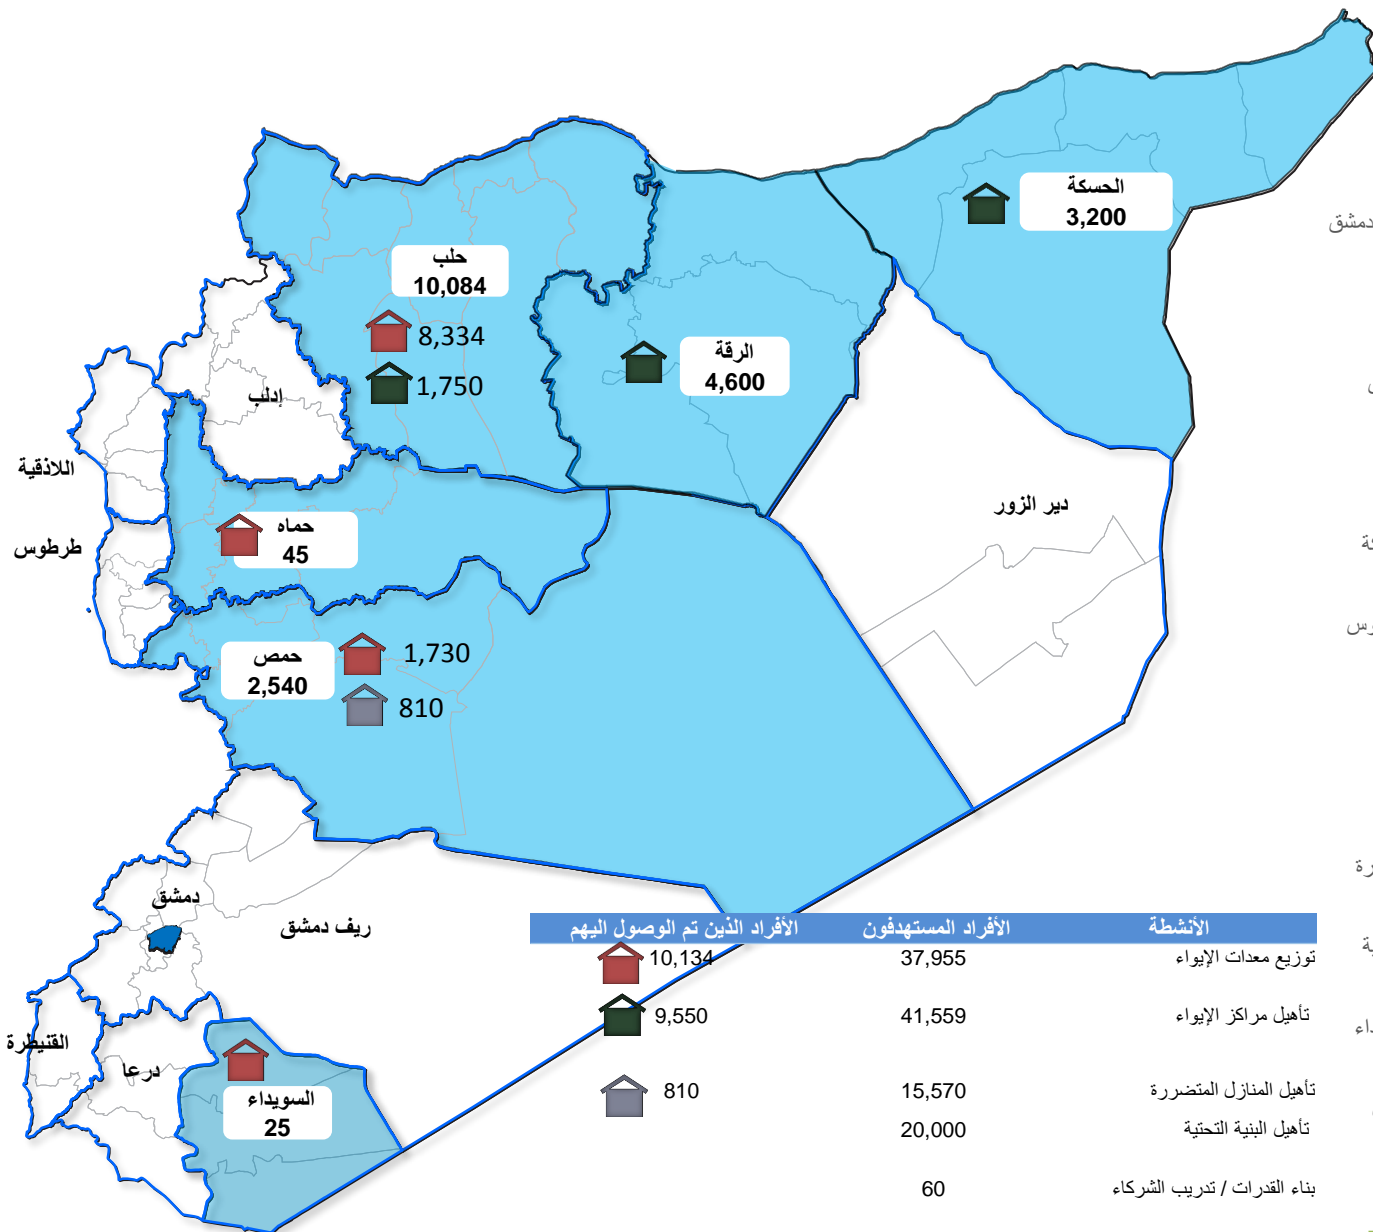 الحسكة
3,200
دمشق
حلب
10,084
8,334
1,750
الرقة
4,600
إدلب
اللاذقية
دير الزور
حماه
45
طرطوس
حمص
2,540
1,730
810
دمشق
ريف دمشق
القنيطرة
درعا
السويداء
25
الأنشطة الأفراد المستهدفون الأفراد الذين تم الوصول اليهم
توزيع معدات الإيواء 37,955 10,134
تأهيل مراكز الإيواء 41,559 9,550
تأهيل المنازل المتضررة 15,570 810
تأهيل البنية التحتية 20,000
بناء القدرات / تدريب الشركاء 60